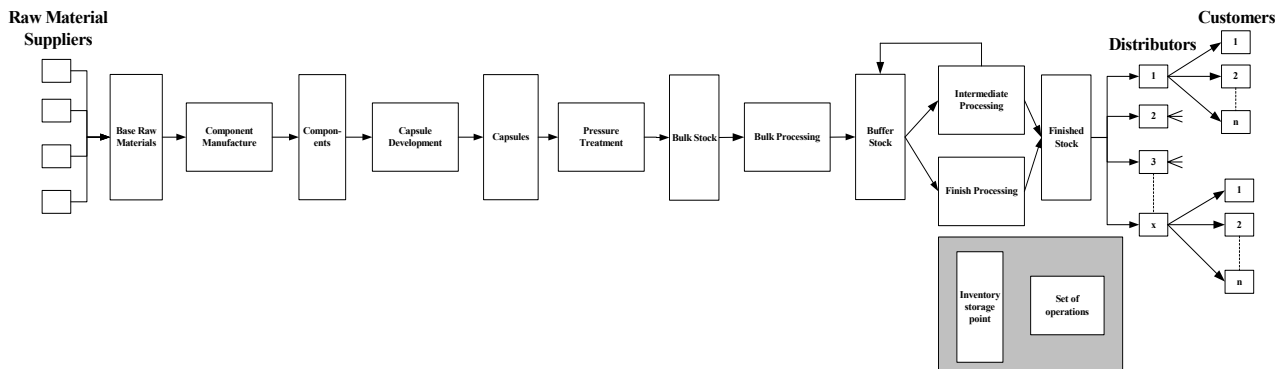 Raw Material
Suppliers
Base Raw
Materials
Component
Manufacture
Compon-
ents
Capsule
Development
Capsules
Pressure
Treatment
Bulk Stock
Bulk Processing
Buffer
Stock
Intermediate
Processing
Finish Processing
Finished
Stock
Distributors
1
2
3
x
Customers
1
2
n
1
2
n
Inventory
storage
point
Set of
operations